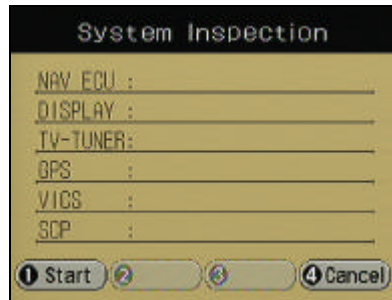 System Inspection
NAV ECU :
DISPLAY :
TV-TUNER:
GPS :
VICS :
SCP :
1 Start 2 3 4 Cancel